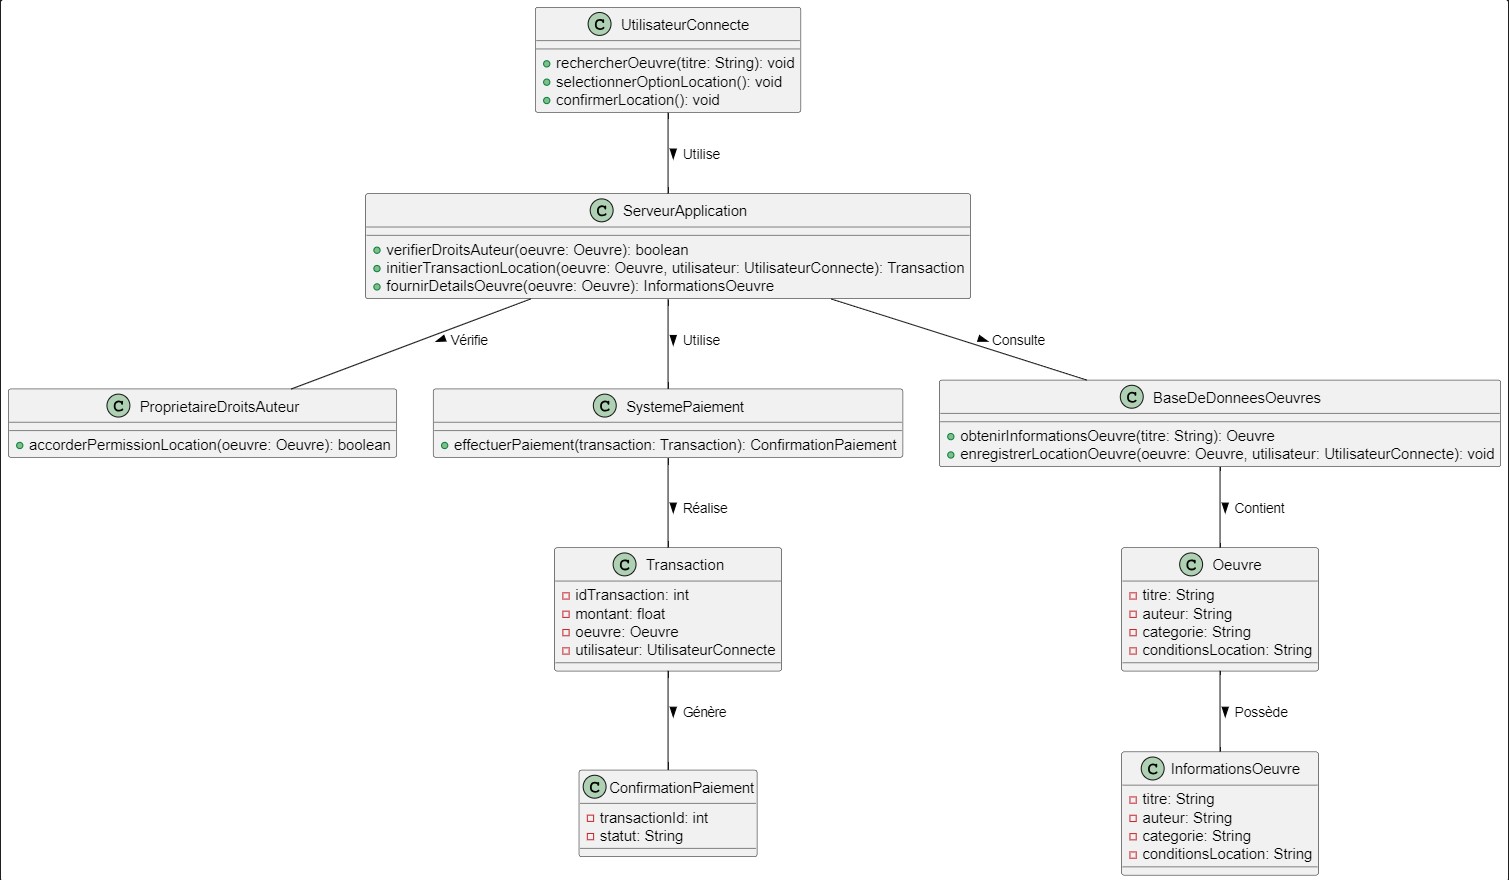 C UtilisateurConnecte
rechercherOeuvre(titre: String): void
selectionnerOptionLocation(): void
confirmerLocation(): void
Utilise
C ServeurApplication
verifierDroitsAuteur(oeuvre: Oeuvre): boolean
initierTransactionLocation(oeuvre: Oeuvre, utilisateur: UtilisateurConnecte): Transaction
fournirDetailsOeuvre(oeuvre: Oeuvre): InformationsOeuvre
Vérifie
Utilise
Consulte
C ProprietaireDroitsAuteur
accorderPermissionLocation(oeuvre: Oeuvre): boolean
C SystemePaiement
effectuerPaiement(transaction: Transaction): ConfirmationPaiement
C BaseDeDonneesOeuvres
obtenirInformationsOeuvre(titre: String): Oeuvre
enregistrerLocationOeuvre(oeuvre: Oeuvre, utilisateur: UtilisateurConnecte): void
Réalise
Contient
C Transaction
idTransaction: int
montant: float
oeuvre: Oeuvre
utilisateur: UtilisateurConnecte
C Oeuvre
titre: String
auteur: String
categorie: String
conditionsLocation: String
Génère
Possède
C ConfirmationPaiement
transactionId: int
statut: String
C InformationsOeuvre
titre: String
auteur: String
categorie: String
conditionsLocation: String